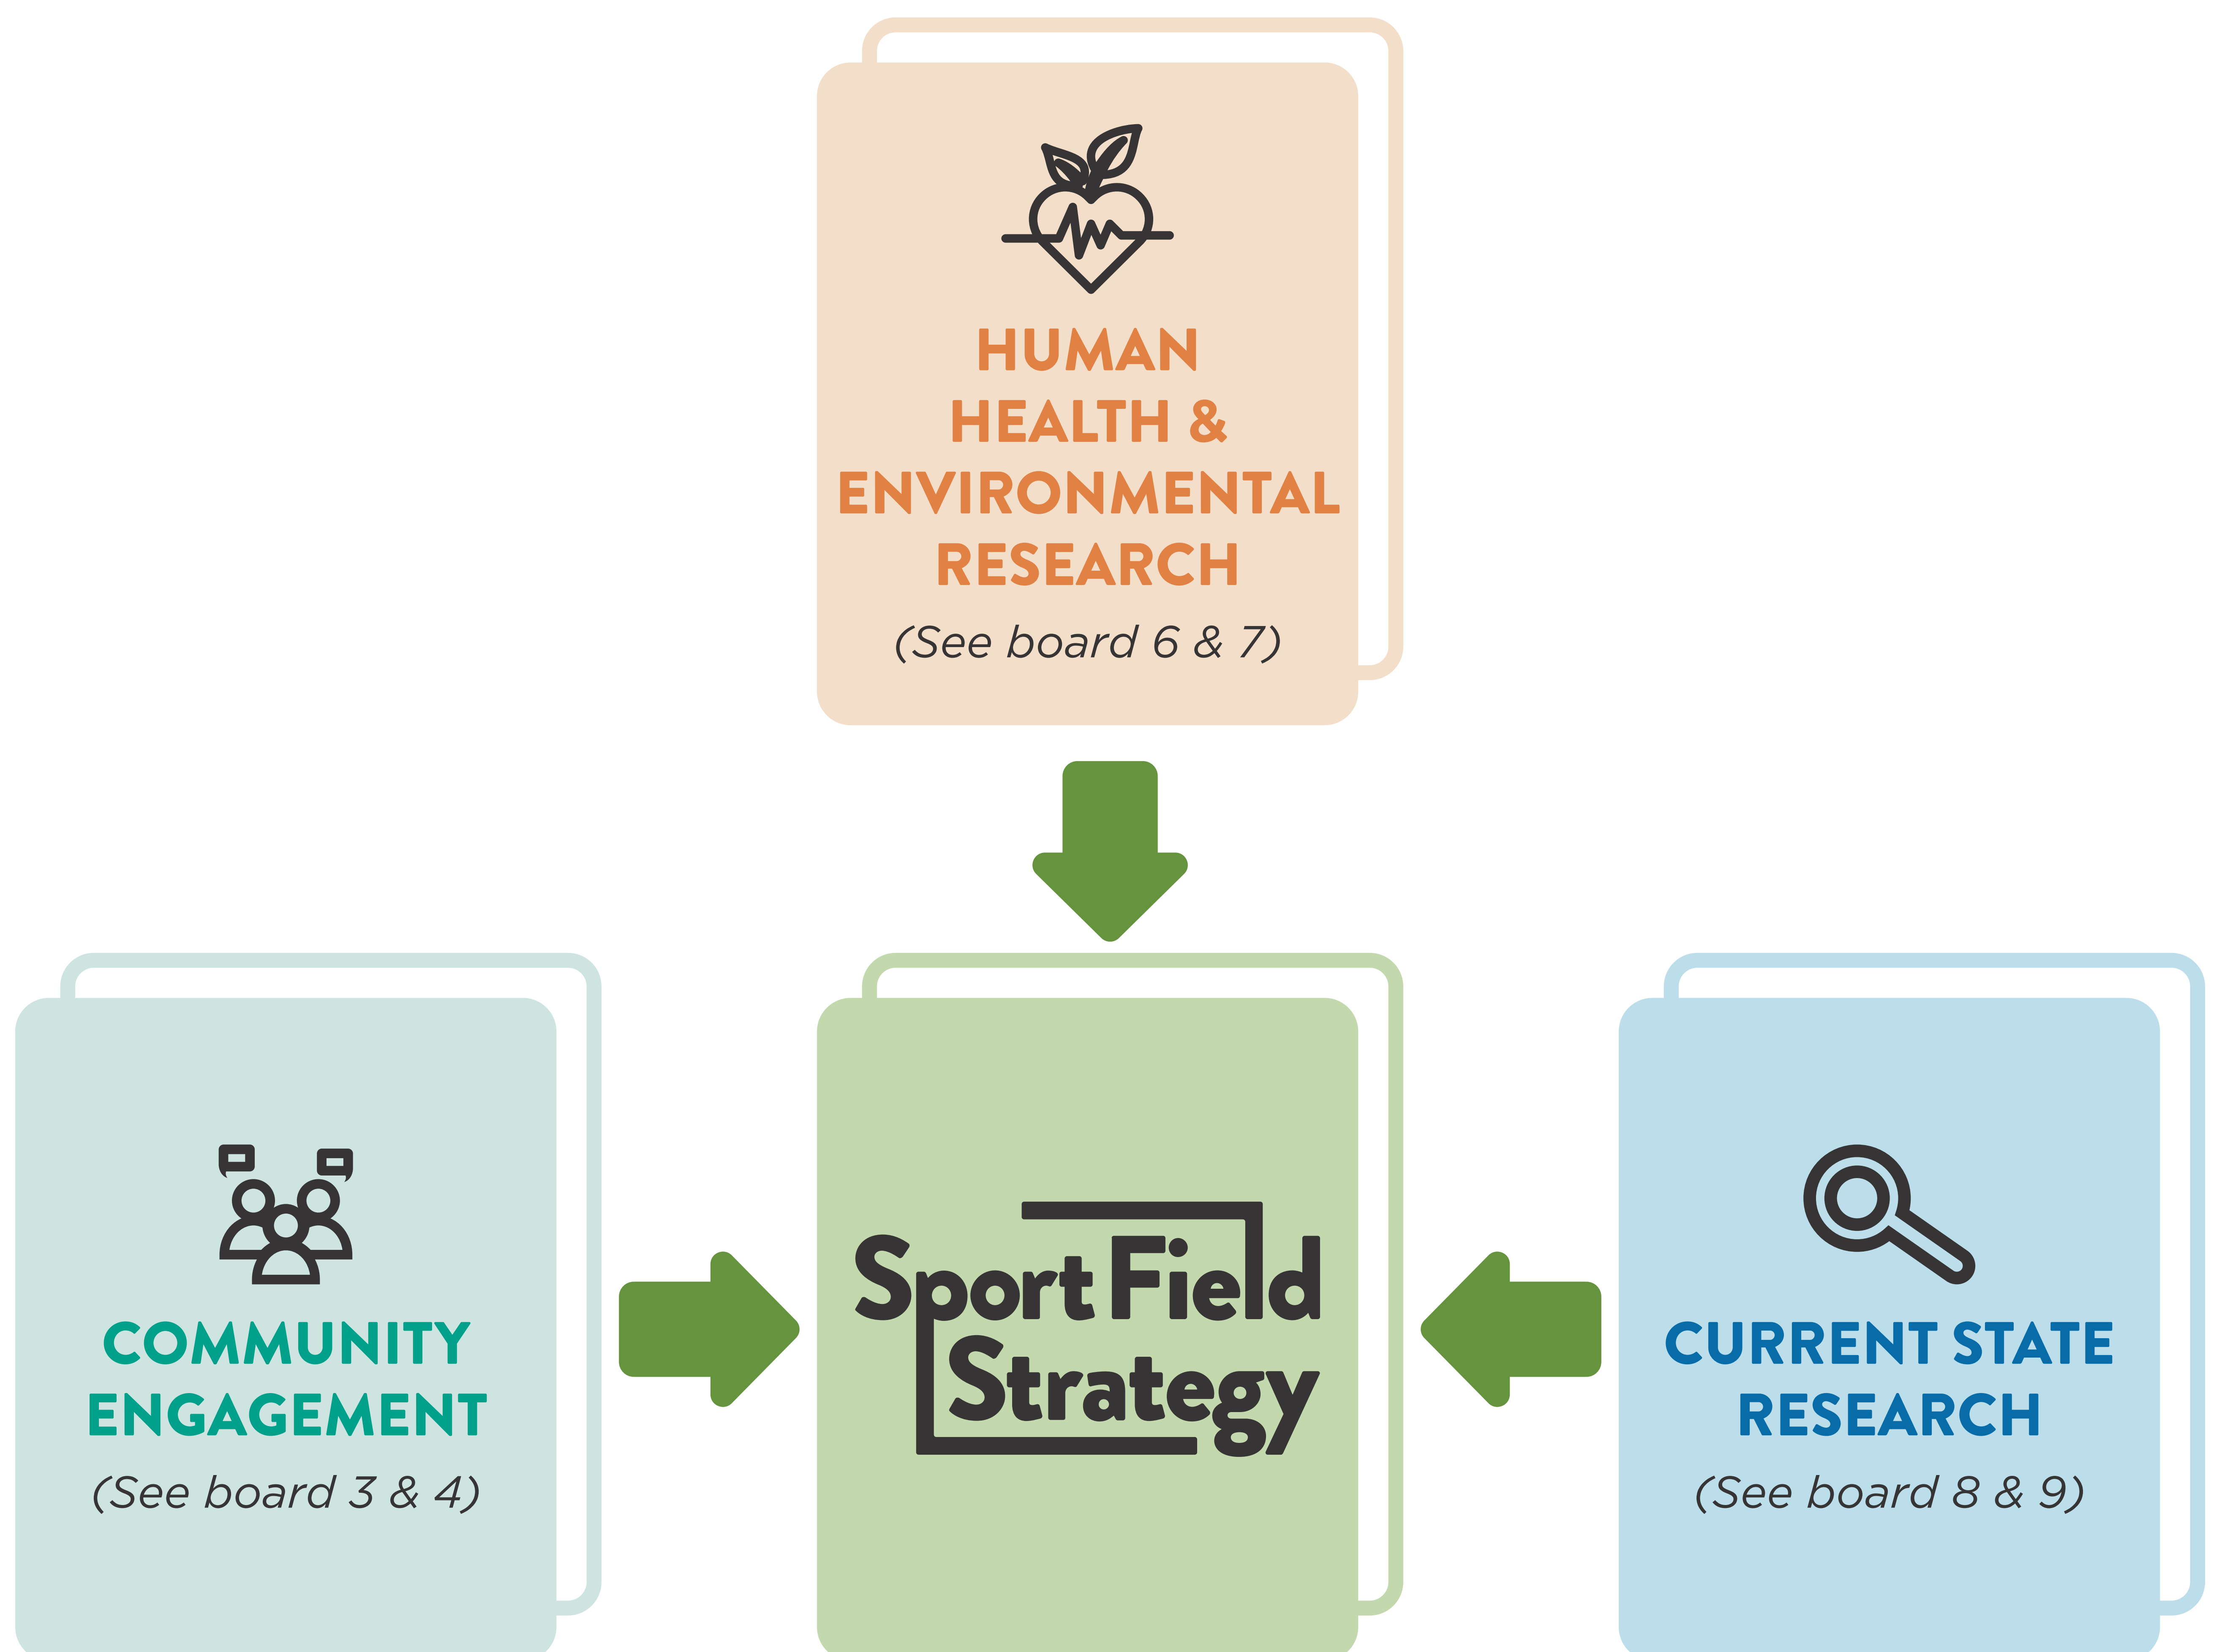 HUMAN
HEALTH &
ENVIRONMENTAL
RESEARCH
(See board 6 & 7)
COMMUNITY
ENGAGEMENT
(See board 3 & 4)
Sport Field
Strategy
CURRENT STATE
RESEARCH
(See board 8 & 9)